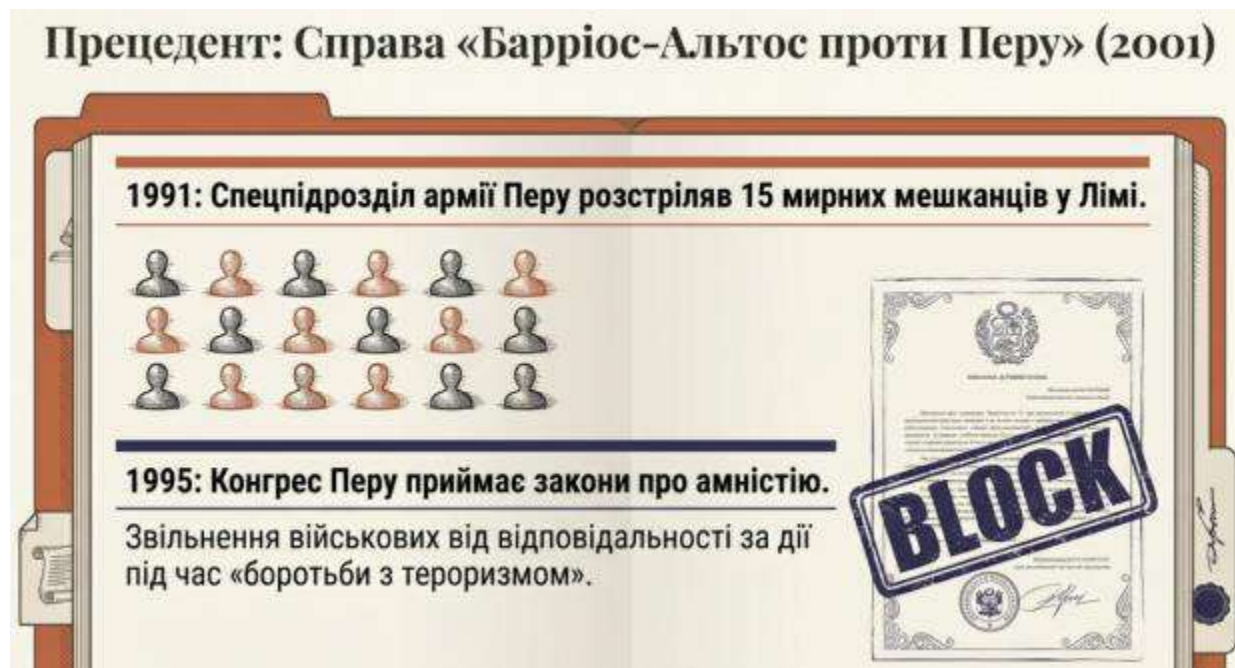 Прецедент: Справа «Барріос-Альтос проти Перу» (2001)
1991: Спецпідрозділ армії Перу розстріляв 15 мирних мешканців у Лімі.
1995: Конгрес Перу приймає закони про амністію.
Звільнення військових від відповідальності за дії
під час «боротьби з тероризмом».
BLOCK